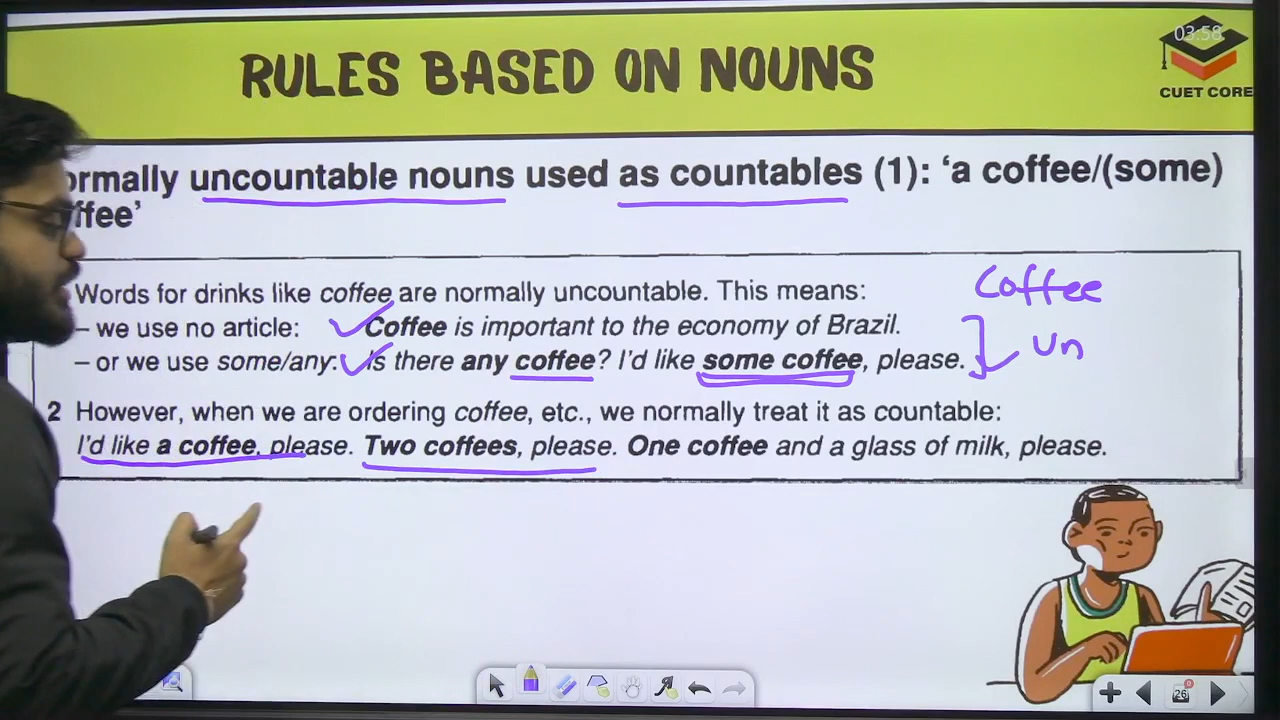 03:58
CUET CORE
RULES BASED ON NOUNS
ormally uncountable nouns used as countables (1): ‘a coffee/(some)
ffee’
Words for drinks like coffee are normally uncountable. This means:
– we use no article: Coffee is important to the economy of Brazil.
– or we use some/any: Is there any coffee? I’d like some coffee, please.
Coffee
Un
2 However, when we are ordering coffee, etc., we normally treat it as countable:
I’d like a coffee, please. Two coffees, please. One coffee and a glass of milk, please.
26